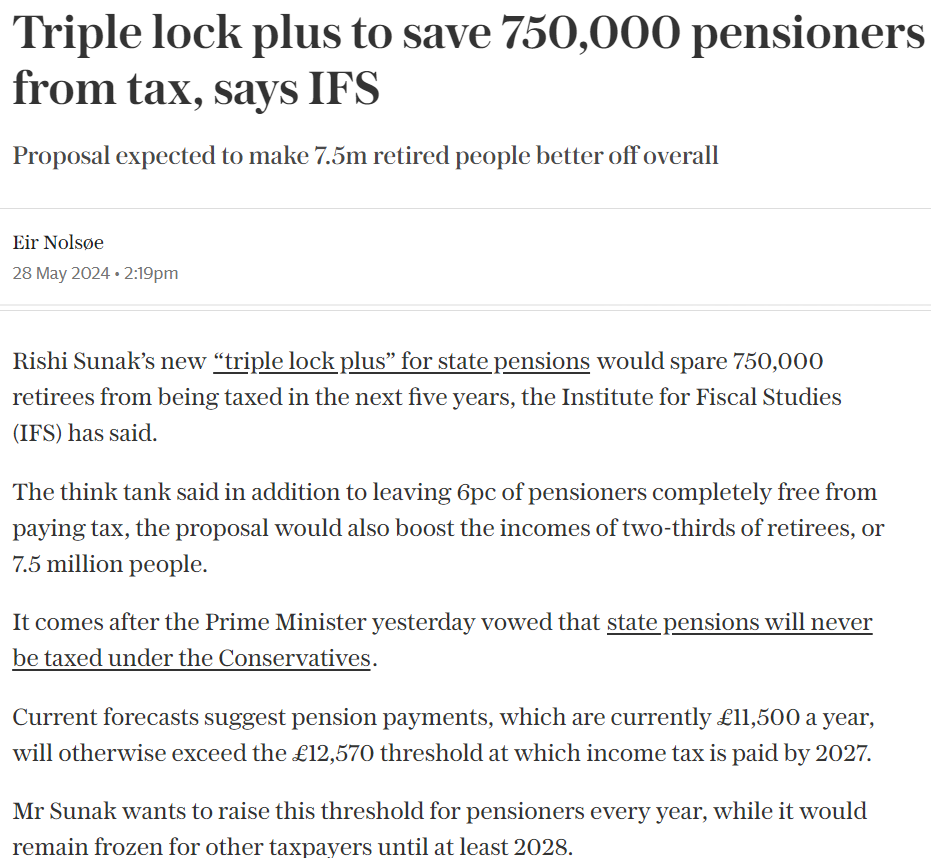 Triple lock plus to save 750,000 pensioners
from tax, says IFS
Proposal expected to make 7.5m retired people better off overall
Eir Nolsøe
28 May 2024 • 2:19pm
Rishi Sunak’s new “triple lock plus” for state pensions would spare 750,000
retirees from being taxed in the next five years, the Institute for Fiscal Studies
(IFS) has said.
The think tank said in addition to leaving 6pc of pensioners completely free from
paying tax, the proposal would also boost the incomes of two-thirds of retirees, or
7.5 million people.
It comes after the Prime Minister yesterday vowed that state pensions will never
be taxed under the Conservatives.
Current forecasts suggest pension payments, which are currently £11,500 a year,
will otherwise exceed the £12,570 threshold at which income tax is paid by 2027.
Mr Sunak wants to raise this threshold for pensioners every year, while it would
remain frozen for other taxpayers until at least 2028.